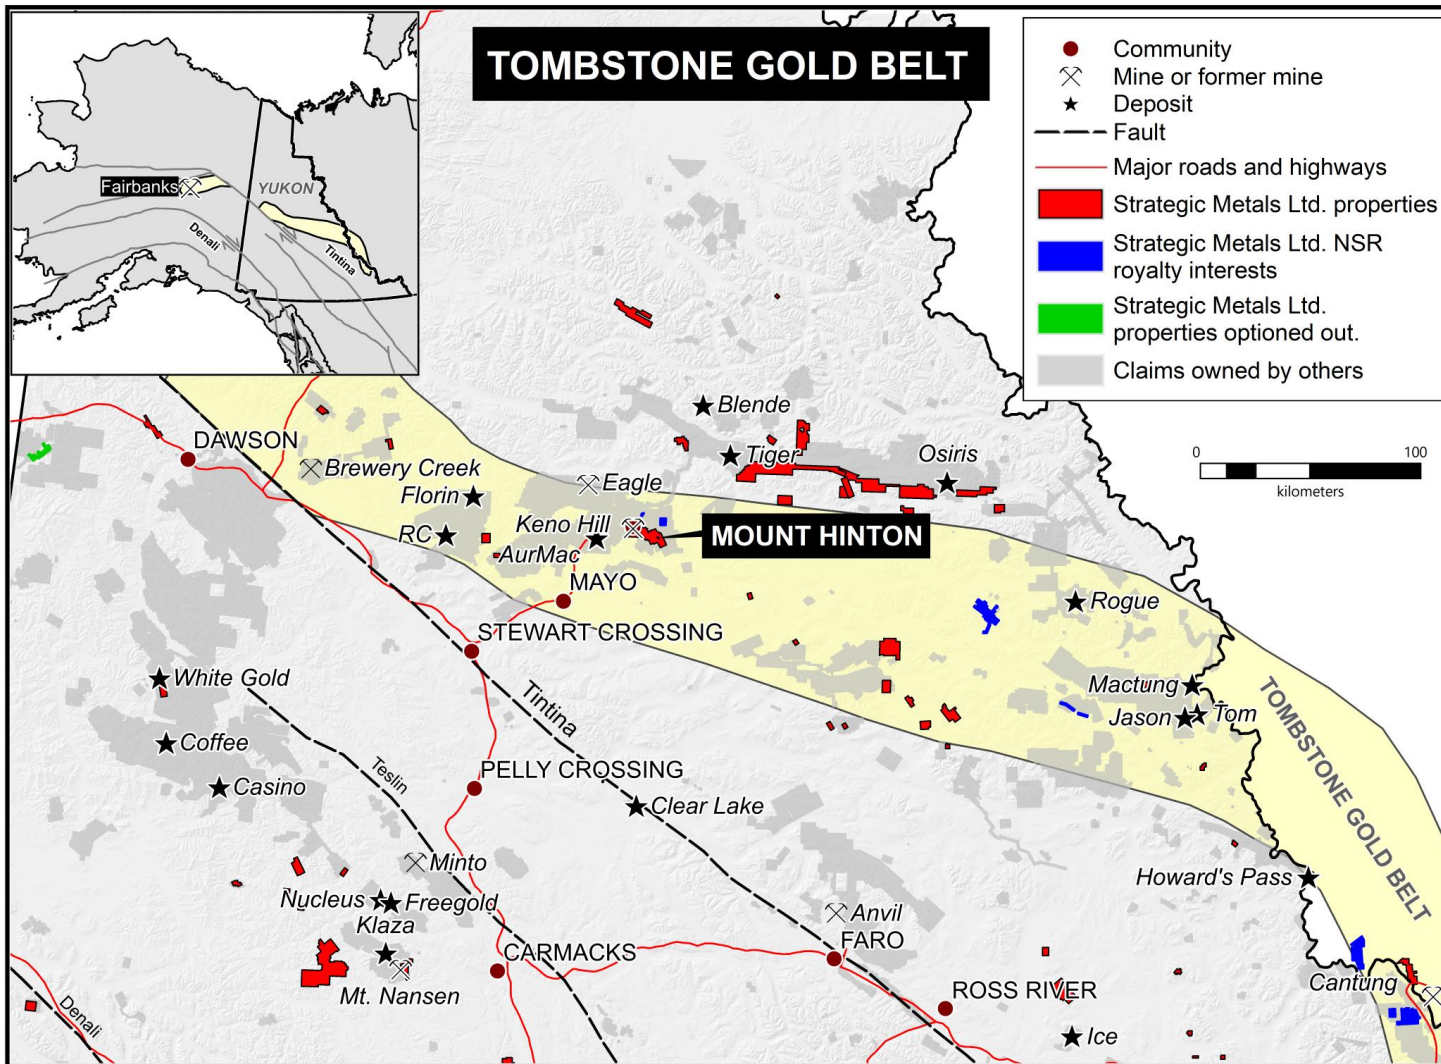 TOMBSTONE GOLD BELT
Community
Mine or former mine
Deposit
Fault
Major roads and highways
Strategic Metals Ltd. properties
Strategic Metals Ltd. NSR
royalty interests
Strategic Metals Ltd.
properties optioned out.
Claims owned by others
Fairbanks
YUKON
Denali
Tintina
0 100
kilometers
Blende
DAWSON
Tiger
Osiris
Brewery Creek
Eagle
Florin
Keno Hill
RC
MOUNT HINTON
AurMac
MAYO
Rogue
STEWART CROSSING
White Gold
Mactung
Tintina
Jason
Tom
TOMBSTONE GOLD BELT
Coffee
Teslin
PELLY CROSSING
Casino
Clear Lake
Minto
Howard's Pass
Nucleus
Freegold
Anvil
Klaza
FARO
CARMACKS
Cantung
Mt. Nansen
ROSS RIVER
Denali
Ice